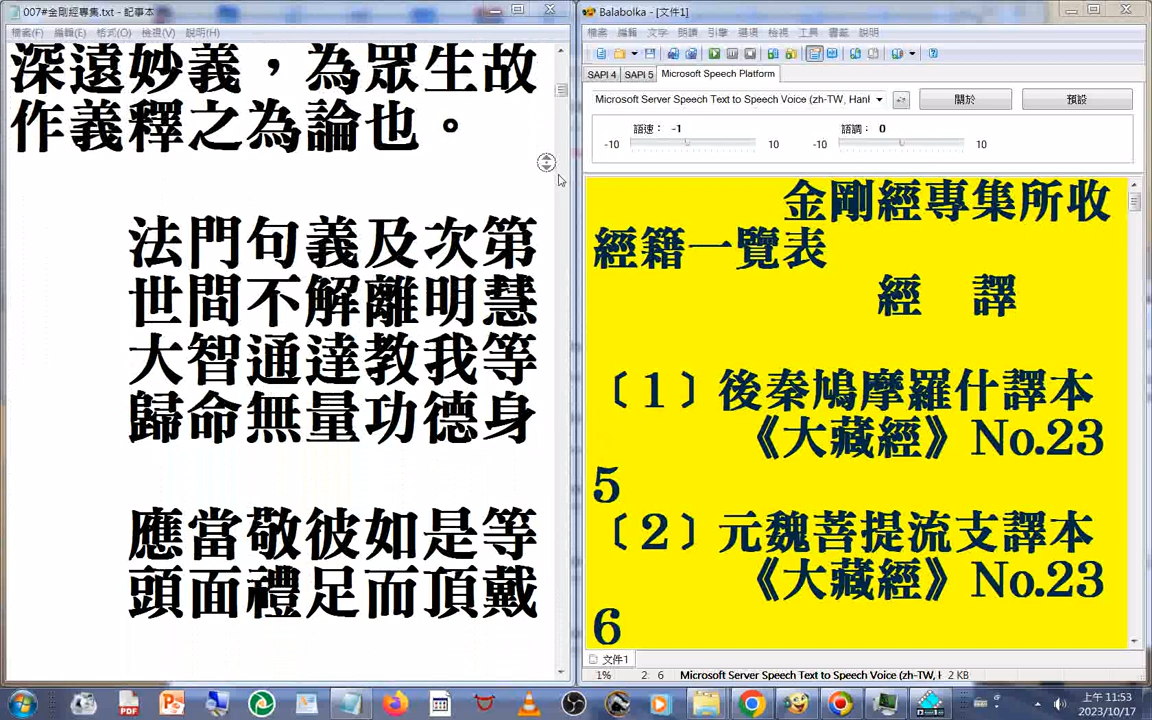 007#金剛經專集.txt - 記事本
檔案(F) 編輯(E) 格式(O) 檢視(V) 說明(H)
深遠妙義，為眾生故
作義釋之為論也。
法門句義及次第
世間不解離明慧
大智通達教我等
歸命無量功德身
應當敬彼如是等
頭面禮足而頂戴
Balabolka - [文件1]
檔案 編輯 文字 朗讀 引擎 選項 檢視 工具 書籤 說明
SAPI 4 SAPI 5 Microsoft Speech Platform
Microsoft Server Speech Text to Speech Voice (zh-TW, Hanl
關於 預設
語速： -1 語調： 0
-10 10 -10 10
金剛經專集所收
經籍一覽表
經　譯
〔1〕後秦鳩摩羅什譯本
《大藏經》No.23
5
〔2〕元魏菩提流支譯本
《大藏經》No.23
6
文件1
1% 2: 6 Microsoft Server Speech Text to Speech Voice (zh-TW, H 2 KB
上午 11:53
2023/10/17